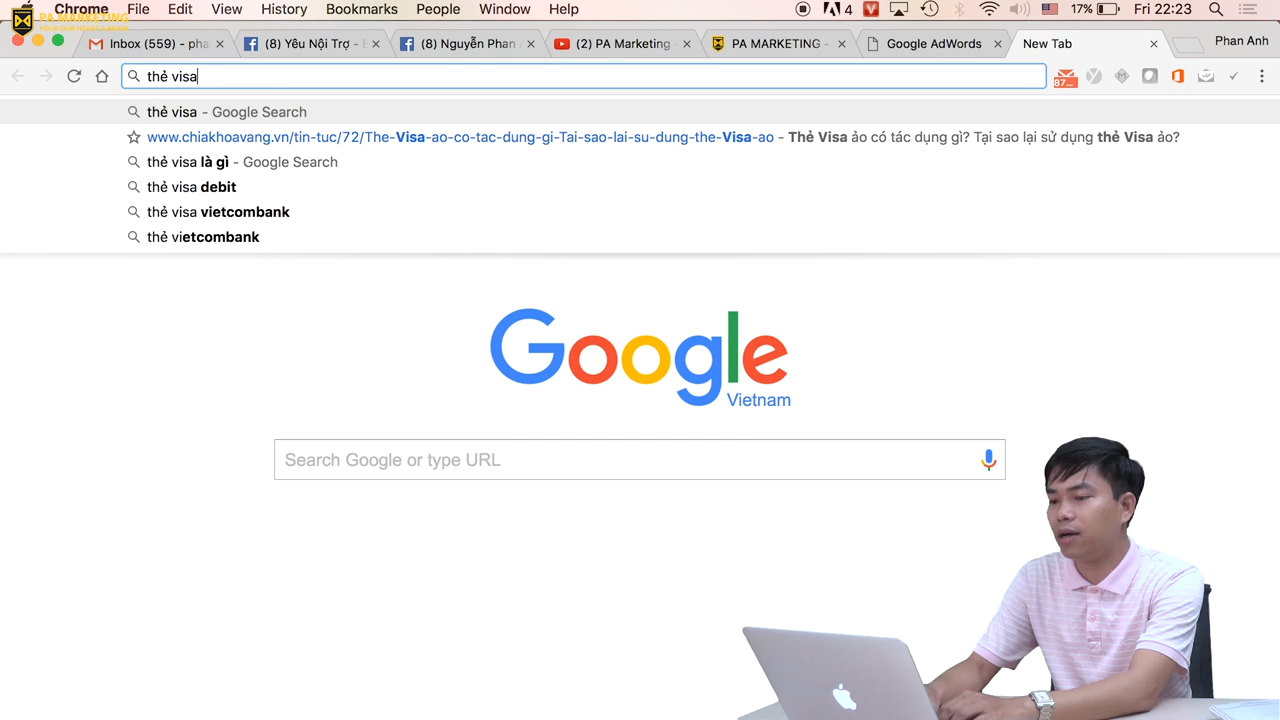 Chrome File Edit View History Bookmarks People Window Help 4 17% Fri 22:23
PA MARKETING
Inbox (559) - pha (8) Yêu Nội Trợ - (8) Nguyễn Phan (2) PA Marketing - PA MARKETING - Google AdWords New Tab Phan Anh
thẻ visa
87...
thẻ visa - Google Search
www.chiakhoavang.vn/tin-tuc/72/The-Visa-ao-co-tac-dung-gi-Tai-sao-lai-su-dung-the-Visa-ao - Thẻ Visa ảo có tác dụng gì? Tại sao lại sử dụng thẻ Visa ảo?
thẻ visa là gì - Google Search
thẻ visa debit
thẻ visa vietcombank
thẻ vietcombank
Google
Vietnam
Search Google or type URL